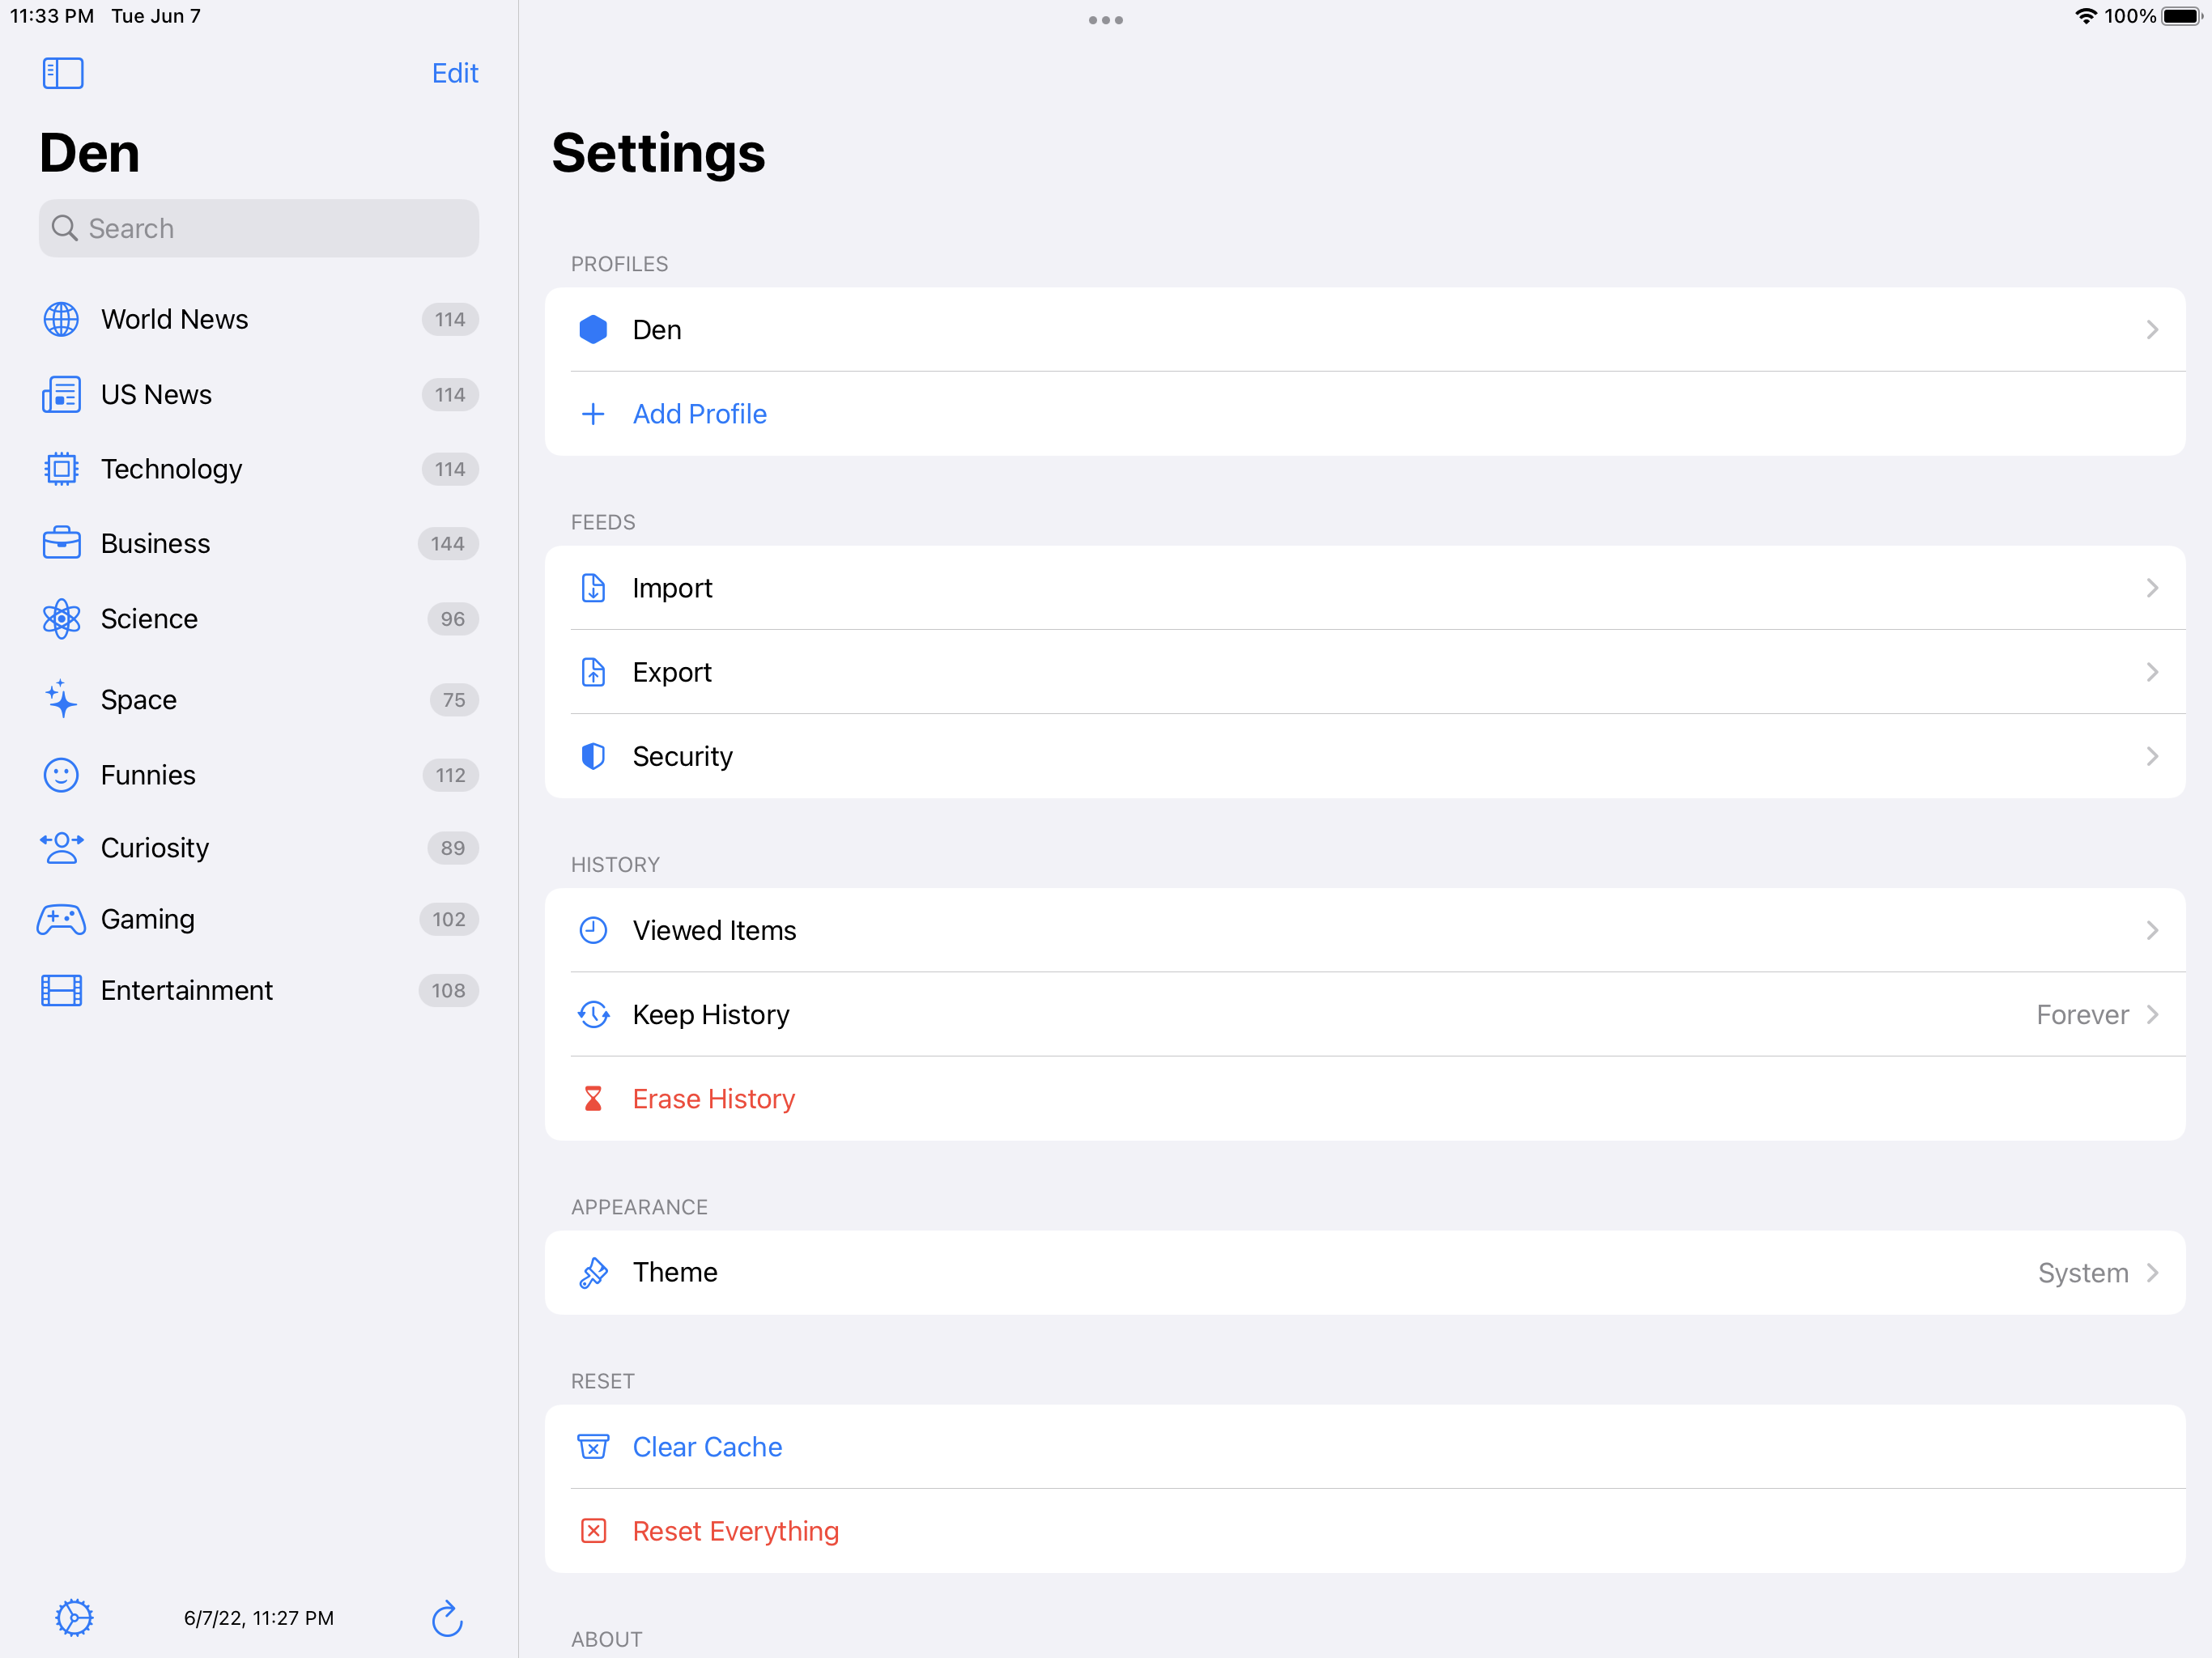 11:33 PM Tue Jun 7
100%
Edit
Den
Search
World News 114
US News 114
Technology 114
Business 144
Science 96
Space 75
Funnies 112
Curiosity 89
Gaming 102
Entertainment 108
6/7/22, 11:27 PM
Settings
PROFILES
Den
Add Profile
FEEDS
Import
Export
Security
HISTORY
Viewed Items
Keep History Forever
Erase History
APPEARANCE
Theme System
RESET
Clear Cache
Reset Everything
ABOUT